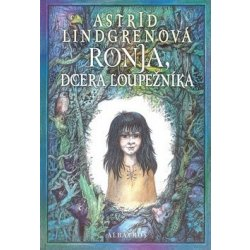 ASTRID
LINDGRENOVÁ
RONJA,
DCERA LOUPEŽNÍKA
ALBATROS